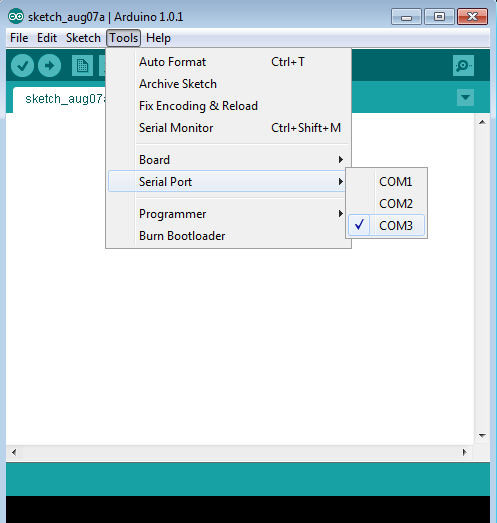 sketch_aug07a | Arduino 1.0.1
File Edit Sketch Tools Help
sketch_aug07a
Auto Format Ctrl+T
Archive Sketch
Fix Encoding & Reload
Serial Monitor Ctrl+Shift+M
Board
Serial Port
COM1
COM2
COM3
Programmer
Burn Bootloader